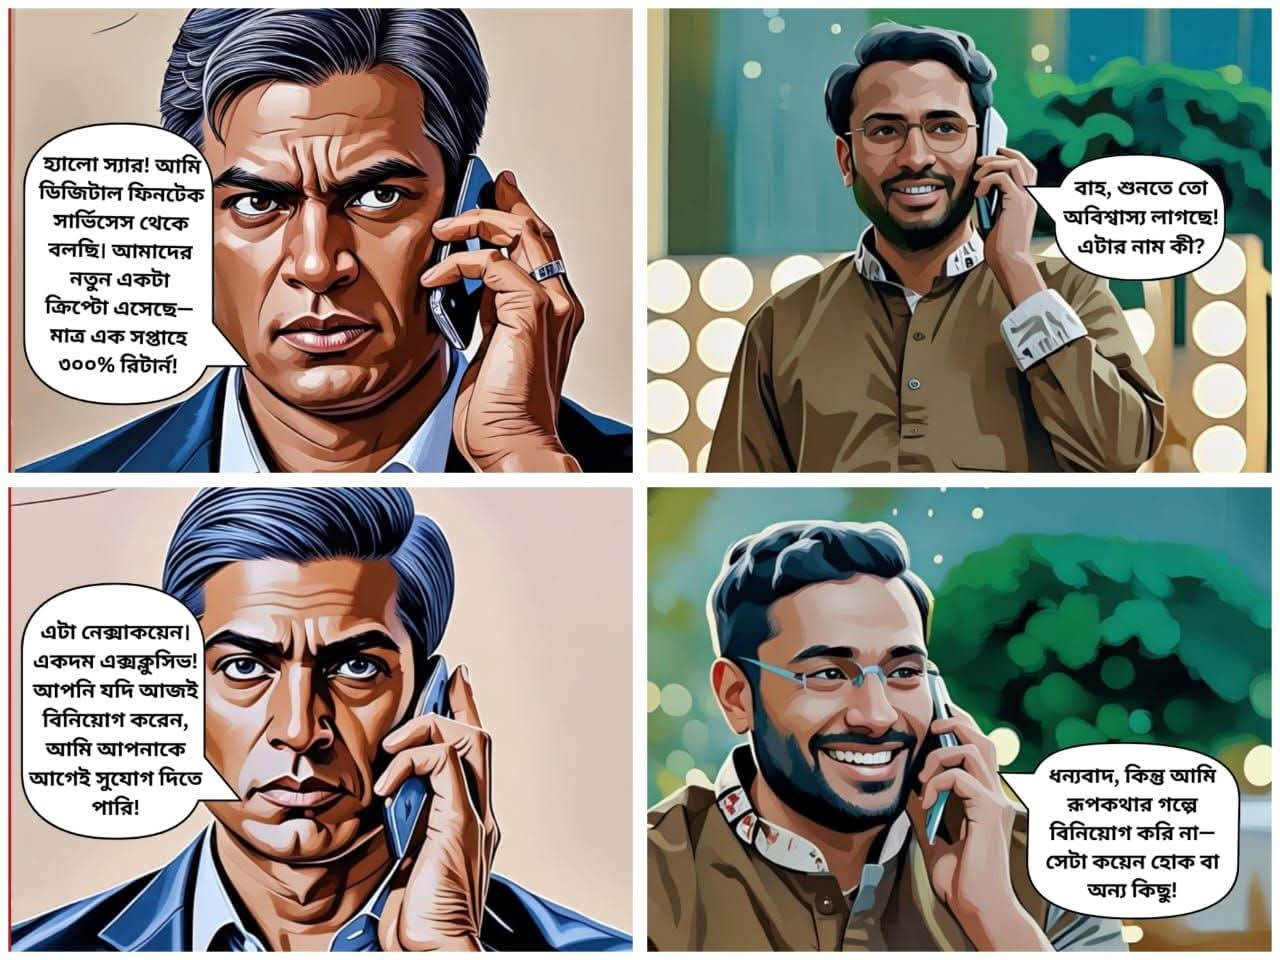 হ্যালো স্যার! আমি
ডিজিটাল ফিনটেক
সার্ভিসেস থেকে
বলছি। আমাদের
নতুন একটা
ক্রিপ্টো এসেছে—
মাত্র এক সপ্তাহে
৩০০% রিটার্ন!
বাহ, শুনতে তো
অবিশ্বাস্য লাগছে!
এটার নাম কী?
এটা নেক্সাকয়েন।
একদম এক্সক্লুসিভ!
আপনি যদি আজই
বিনিয়োগ করেন,
আমি আপনাকে
আগেই সুযোগ দিতে
পারি!
ধন্যবাদ, কিন্তু আমি
রূপকথার গল্পে
বিনিয়োগ করি না—
সেটা কয়েন হোক বা
অন্য কিছু!